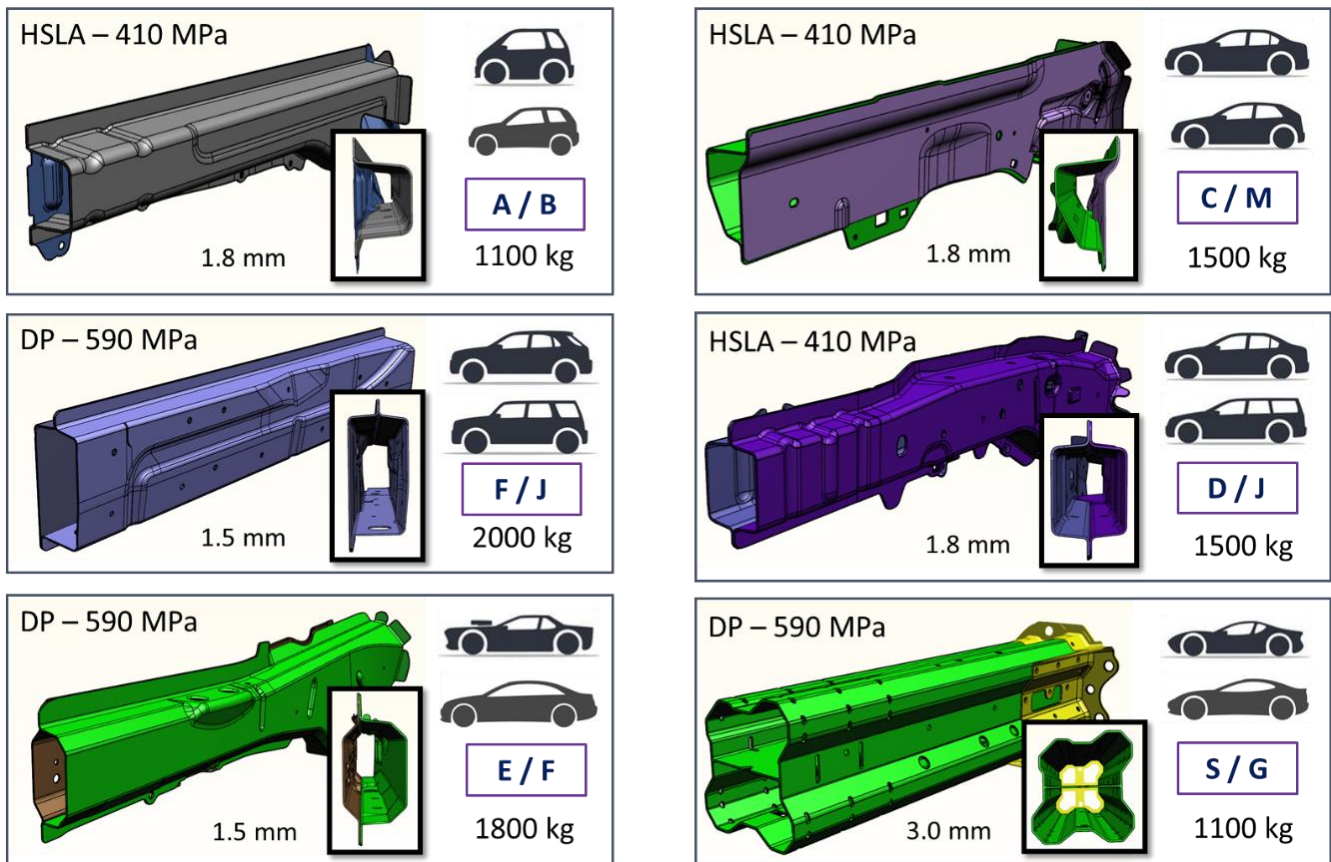 HSLA – 410 MPa
A / B
1.8 mm
1100 kg
HSLA – 410 MPa
C / M
1.8 mm
1500 kg
DP – 590 MPa
F / J
1.5 mm
2000 kg
HSLA – 410 MPa
D / J
1.8 mm
1500 kg
DP – 590 MPa
E / F
1.5 mm
1800 kg
DP – 590 MPa
S / G
3.0 mm
1100 kg